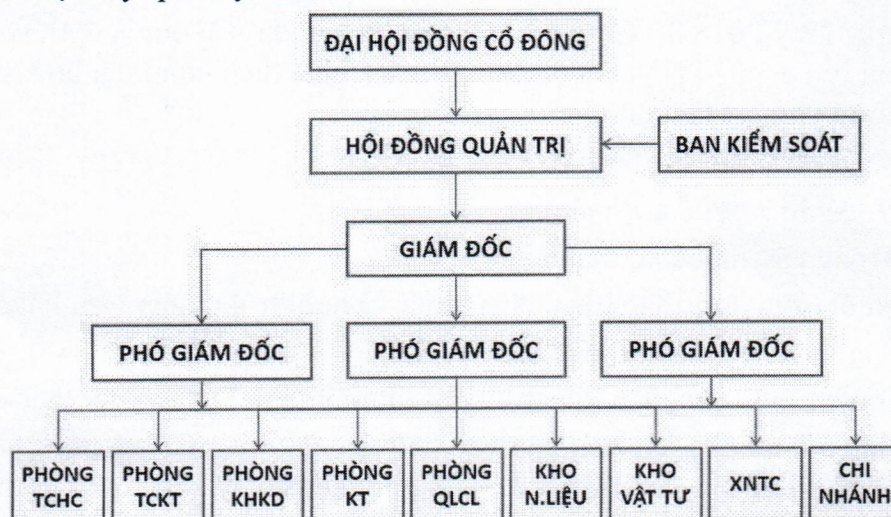 ĐẠI HỘI ĐỒNG CỔ ĐÔNG
HỘI ĐỒNG QUẢN TRỊ
BAN KIỂM SOÁT
GIÁM ĐỐC
PHÓ GIÁM ĐỐC
PHÓ GIÁM ĐỐC
PHÓ GIÁM ĐỐC
PHÒNG
TCHC
PHÒNG
TCKT
PHÒNG
KHKD
PHÒNG
KT
PHÒNG
QLCL
KHO
N.LIỆU
KHO
VẬT TƯ
XNTC
CHI
NHÁNH